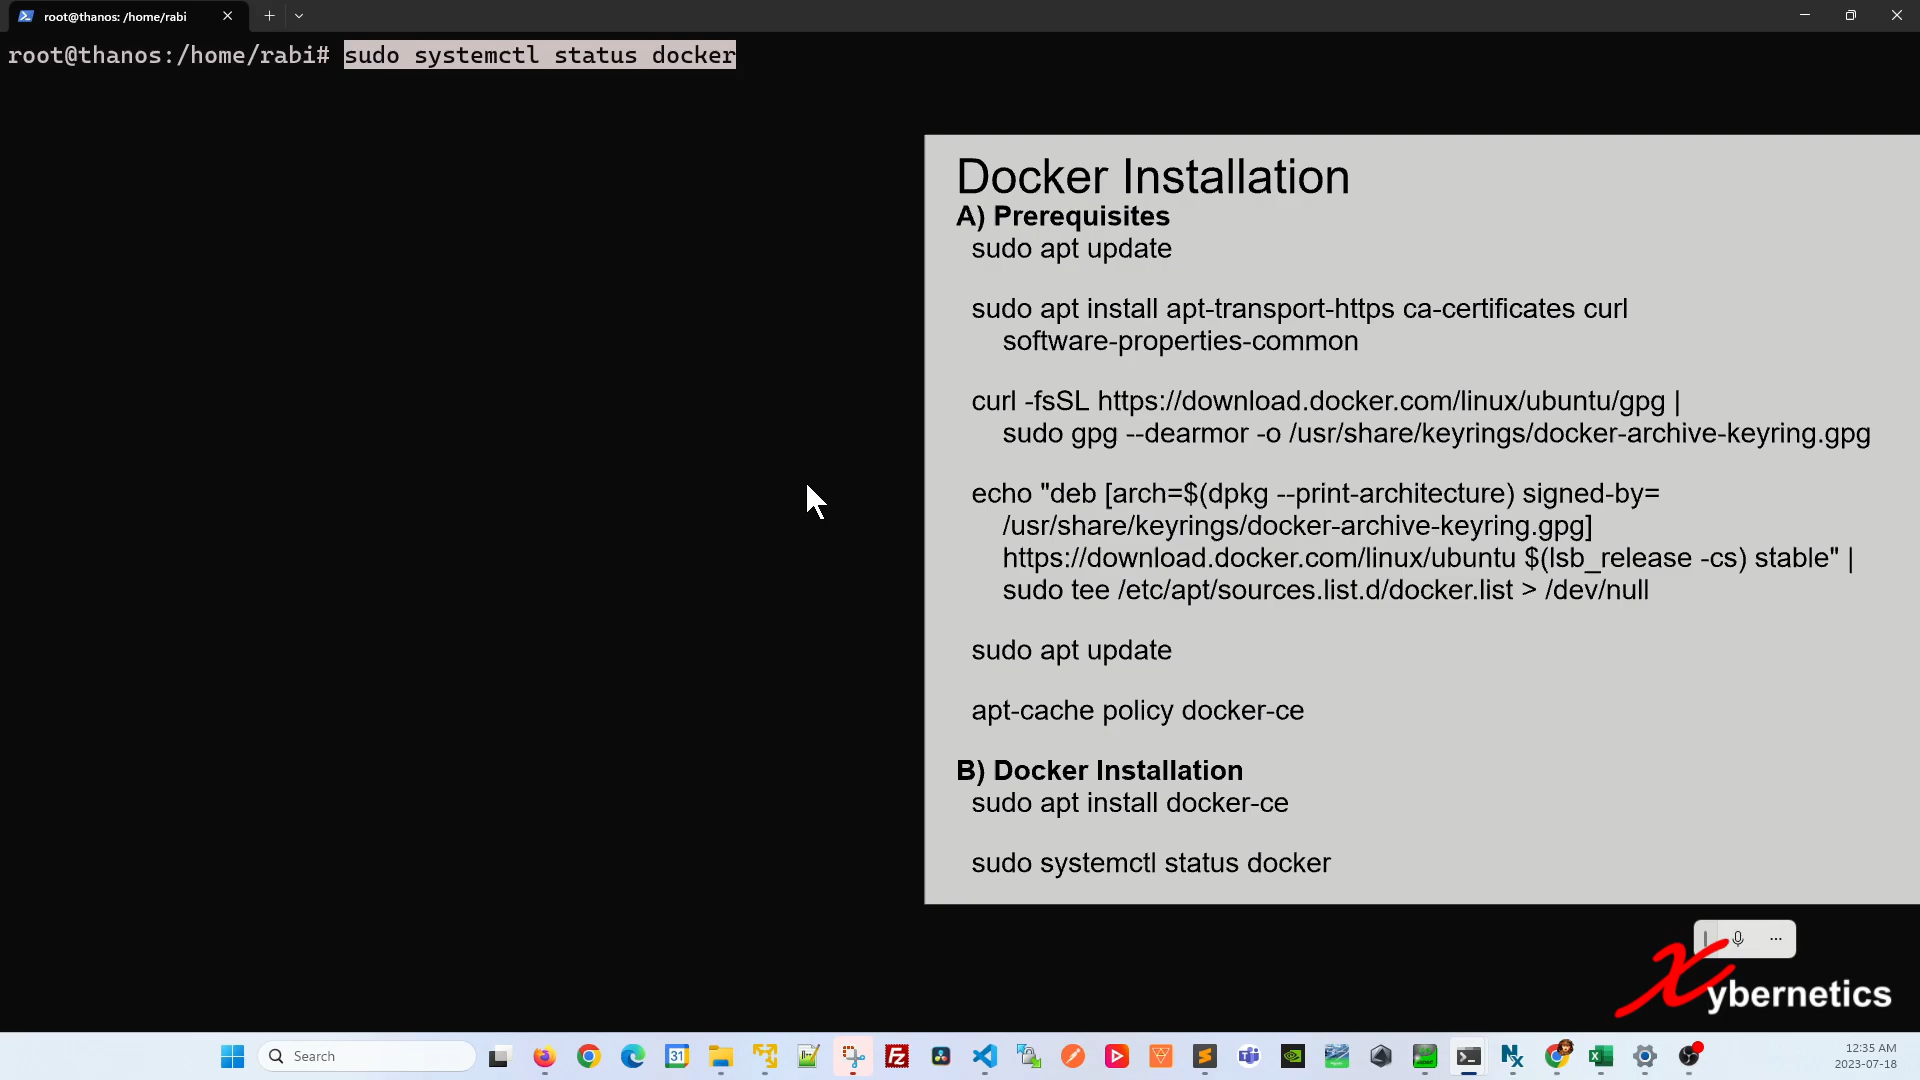 root@thanos: /home/rabi
root@thanos:/home/rabi# sudo systemctl status docker
Docker Installation
A) Prerequisites
sudo apt update
sudo apt install apt-transport-https ca-certificates curl
software-properties-common
curl -fsSL https://download.docker.com/linux/ubuntu/gpg |
sudo gpg --dearmor -o /usr/share/keyrings/docker-archive-keyring.gpg
echo "deb [arch=$(dpkg --print-architecture) signed-by=
/usr/share/keyrings/docker-archive-keyring.gpg]
https://download.docker.com/linux/ubuntu $(lsb_release -cs) stable" |
sudo tee /etc/apt/sources.list.d/docker.list > /dev/null
sudo apt update
apt-cache policy docker-ce
B) Docker Installation
sudo apt install docker-ce
sudo systemctl status docker
Xybernetics
Search
31
12:35 AM
2023-07-18